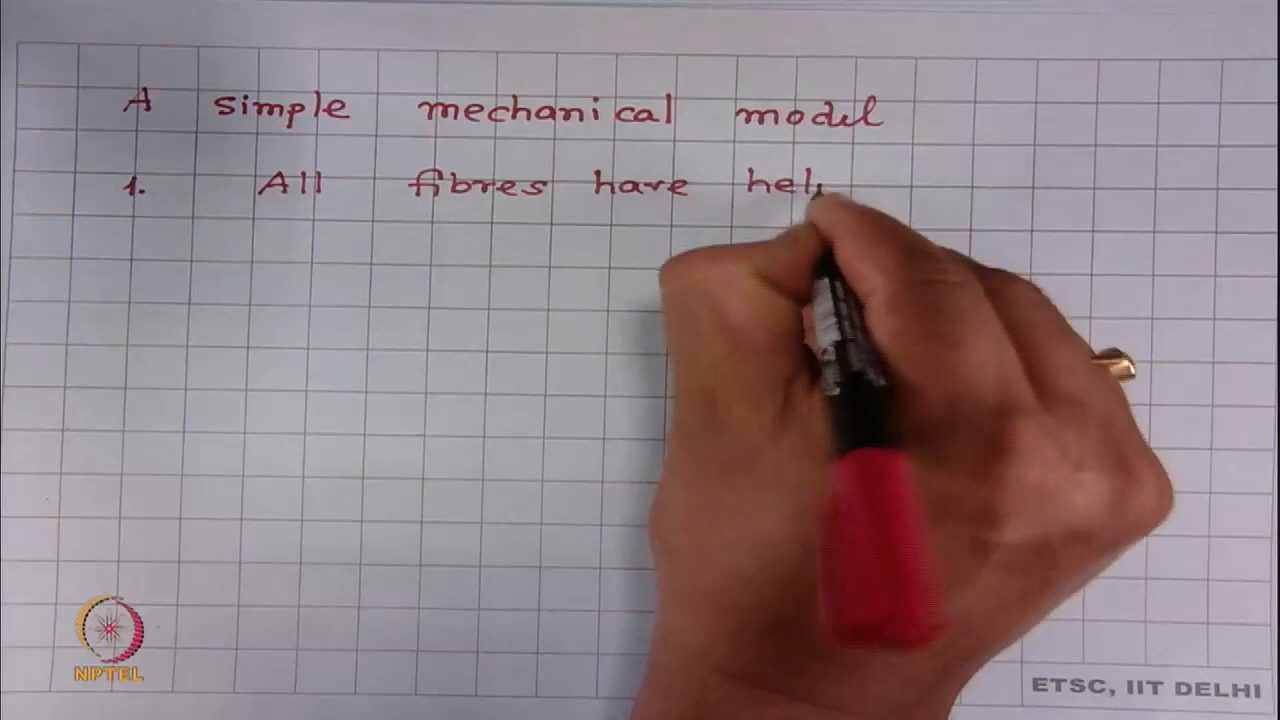 A simple mechanical model
1. All fibres have hel
NPTEL
ETSC, IIT DELHI